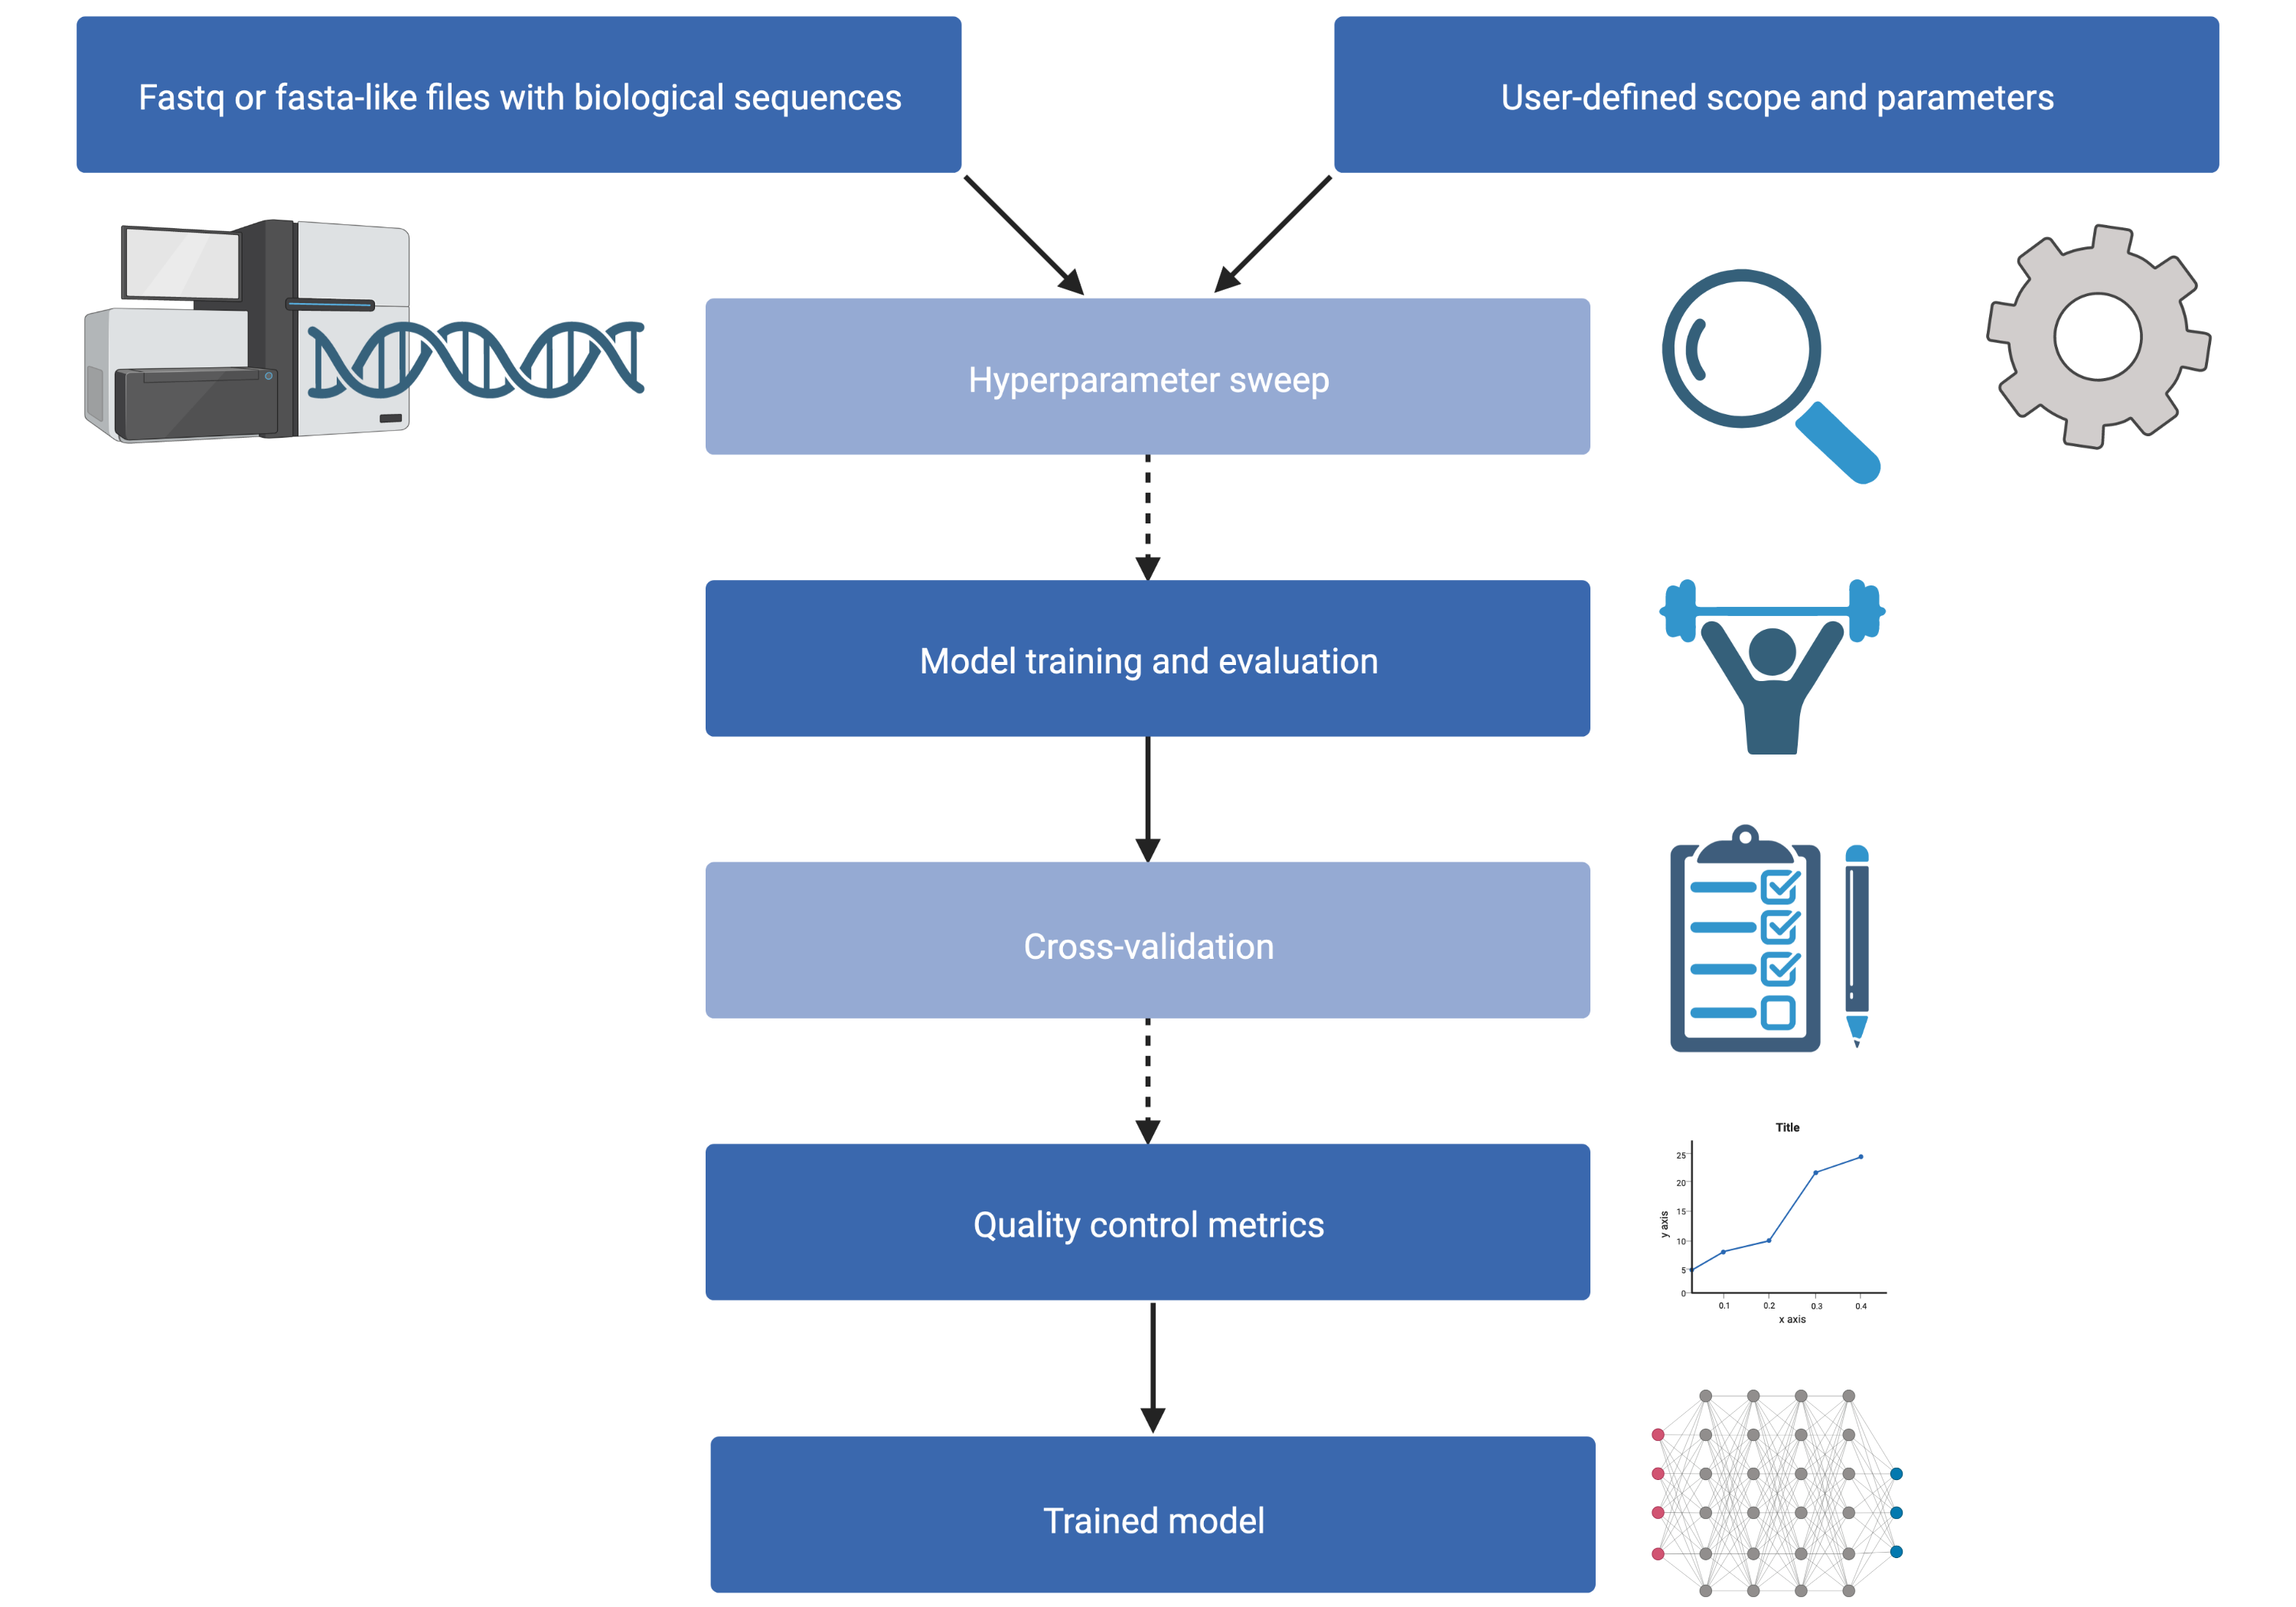 Fastq or fasta-like files with biological sequences
User-defined scope and parameters
Hyperparameter sweep
Model training and evaluation
Cross-validation
Quality control metrics
Title
y axis
25
20
15
10
5
0
0.1 0.2 0.3 0.4
x axis
Trained model